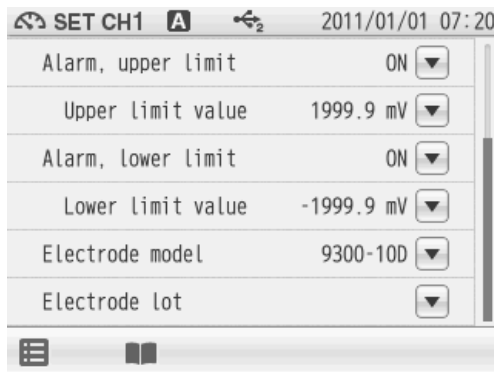 SET CH1 A 2 2011/01/01 07:20
Alarm, upper limit ON
Upper limit value 1999.9 mV
Alarm, lower limit ON
Lower limit value -1999.9 mV
Electrode model 9300-10D
Electrode lot